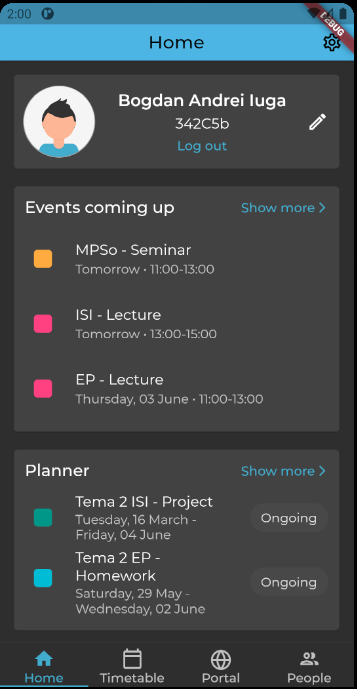 2:00
DEBUG
Home
Bogdan Andrei Iuga
342C5b
Log out
Events coming up
Show more
MPSo - Seminar
Tomorrow • 11:00-13:00
ISI - Lecture
Tomorrow • 13:00-15:00
EP - Lecture
Thursday, 03 June • 11:00-13:00
Planner
Show more
Tema 2 ISI - Project
Tuesday, 16 March -
Friday, 04 June
Ongoing
Tema 2 EP -
Homework
Saturday, 29 May -
Wednesday, 02 June
Ongoing
Home
Timetable
Portal
People